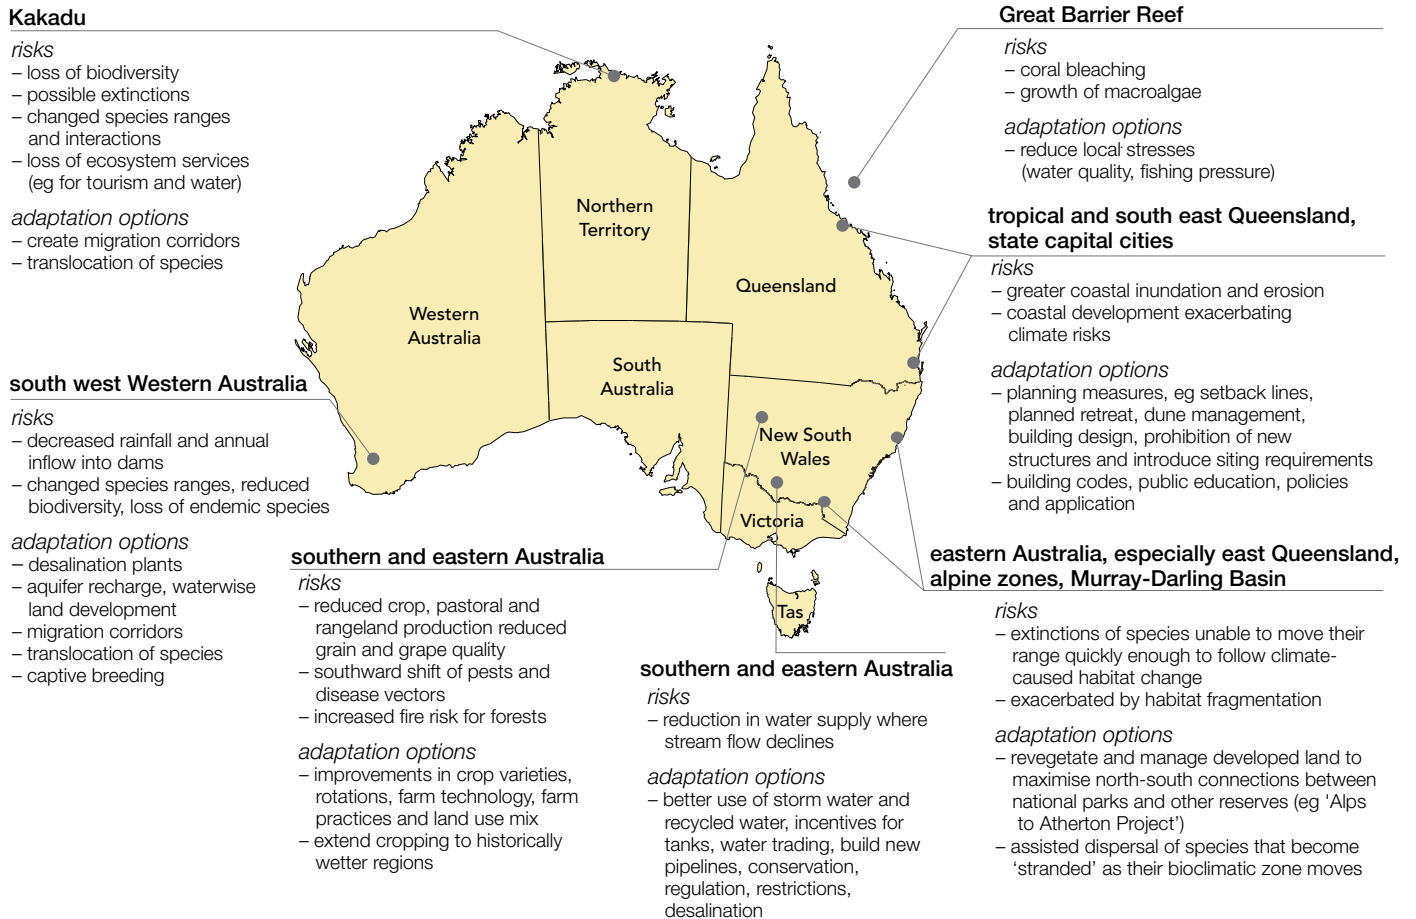 Kakadu
risks
– loss of biodiversity
– possible extinctions
– changed species ranges
and interactions
– loss of ecosystem services
(eg for tourism and water)
adaptation options
– create migration corridors
– translocation of species
Great Barrier Reef
risks
– coral bleaching
– growth of macroalgae
adaptation options
– reduce local stresses
(water quality, fishing pressure)
tropical and south east Queensland,
state capital cities
risks
– greater coastal inundation and erosion
– coastal development exacerbating
climate risks
adaptation options
– planning measures, eg setback lines,
planned retreat, dune management,
building design, prohibition of new
structures and introduce siting requirements
– building codes, public education, policies
and application
Northern
Territory
Queensland
Western
Australia
South
Australia
New South
Wales
Victoria
Tas
south west Western Australia
risks
– decreased rainfall and annual
inflow into dams
– changed species ranges, reduced
biodiversity, loss of endemic species
adaptation options
– desalination plants
– aquifer recharge, waterwise
land development
– migration corridors
– translocation of species
– captive breeding
southern and eastern Australia
risks
– reduced crop, pastoral and
rangeland production reduced
grain and grape quality
– southward shift of pests and
disease vectors
– increased fire risk for forests
adaptation options
– improvements in crop varieties,
rotations, farm technology, farm
practices and land use mix
– extend cropping to historically
wetter regions
southern and eastern Australia
risks
– reduction in water supply where
stream flow declines
adaptation options
– better use of storm water and
recycled water, incentives for
tanks, water trading, build new
pipelines, conservation,
regulation, restrictions,
desalination
eastern Australia, especially east Queensland,
alpine zones, Murray-Darling Basin
risks
– extinctions of species unable to move their
range quickly enough to follow climate-
caused habitat change
– exacerbated by habitat fragmentation
adaptation options
– revegetate and manage developed land to
maximise north-south connections between
national parks and other reserves (eg 'Alps
to Atherton Project’)
– assisted dispersal of species that become
‘stranded’ as their bioclimatic zone moves